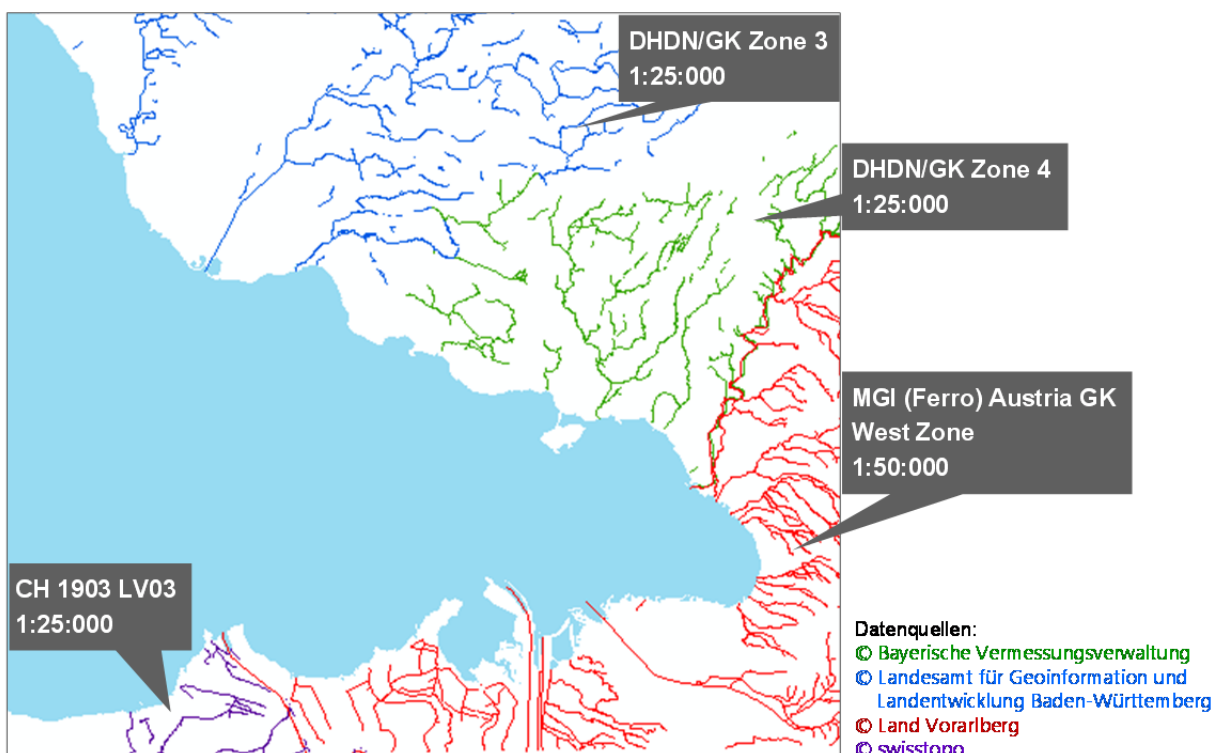 DHDN/GK Zone 3
1:25:000
DHDN/GK Zone 4
1:25:000
MGI (Ferro) Austria GK
West Zone
1:50:000
CH 1903 LV03
1:25:000
Datenquellen:
© Bayerische Vermessungsverwaltung
© Landesamt für Geoinformation und
Landentwicklung Baden-Württemberg
© Land Vorarlberg
© swisstopo